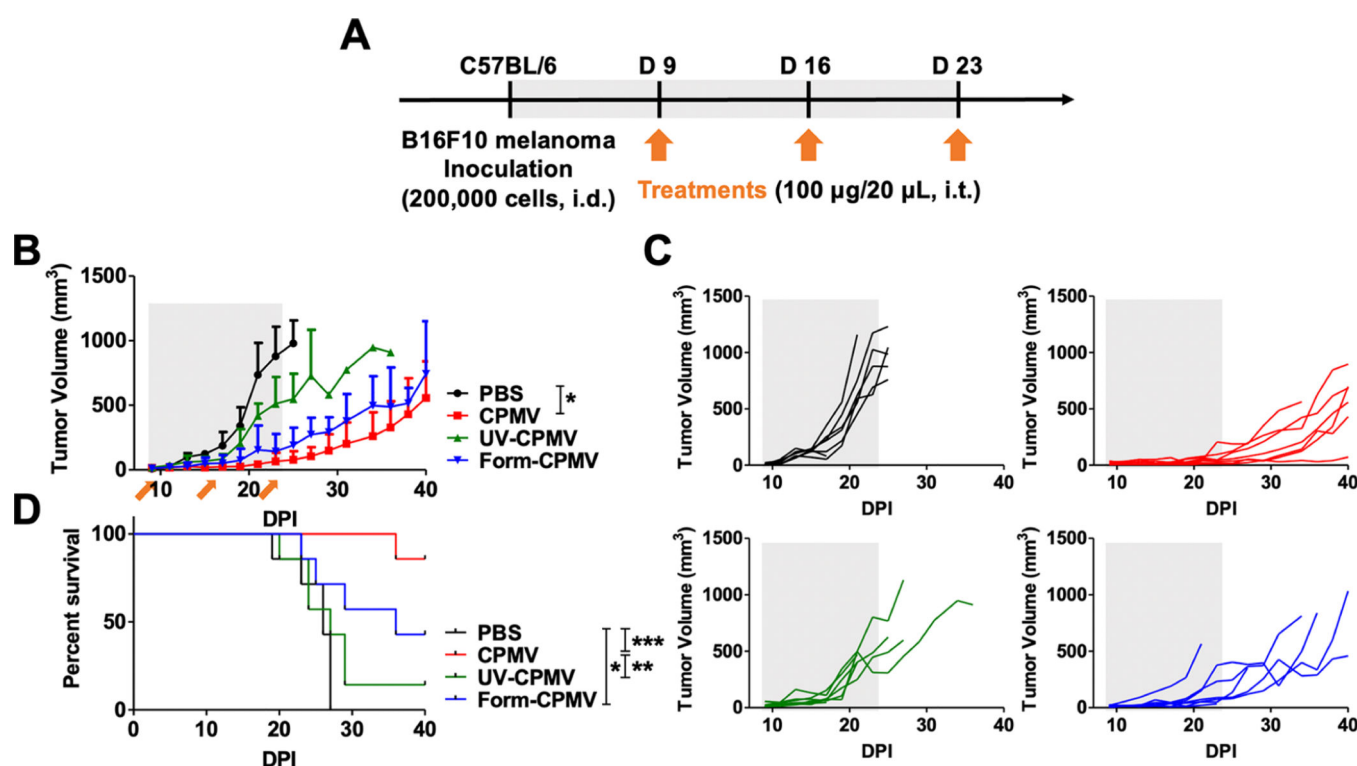 A
C57BL/6 D 9 D 16 D 23
B16F10 melanoma
Inoculation
(200,000 cells, i.d.)
Treatments (100 µg/20 µL, i.t.)
B
Tumor Volume (mm³)
1500
1000
500
0
10 20 30 40
DPI
PBS
CPMV
UV-CPMV
Form-CPMV
*
C
Tumor Volume (mm³)
1500
1000
500
0
10 20 30 40
DPI
Tumor Volume (mm³)
1500
1000
500
0
10 20 30 40
DPI
Tumor Volume (mm³)
1500
1000
500
0
10 20 30 40
DPI
Tumor Volume (mm³)
1500
1000
500
0
10 20 30 40
DPI
D
Percent survival
100
50
0
0 10 20 30 40
DPI
PBS
CPMV
UV-CPMV
Form-CPMV
* *** **